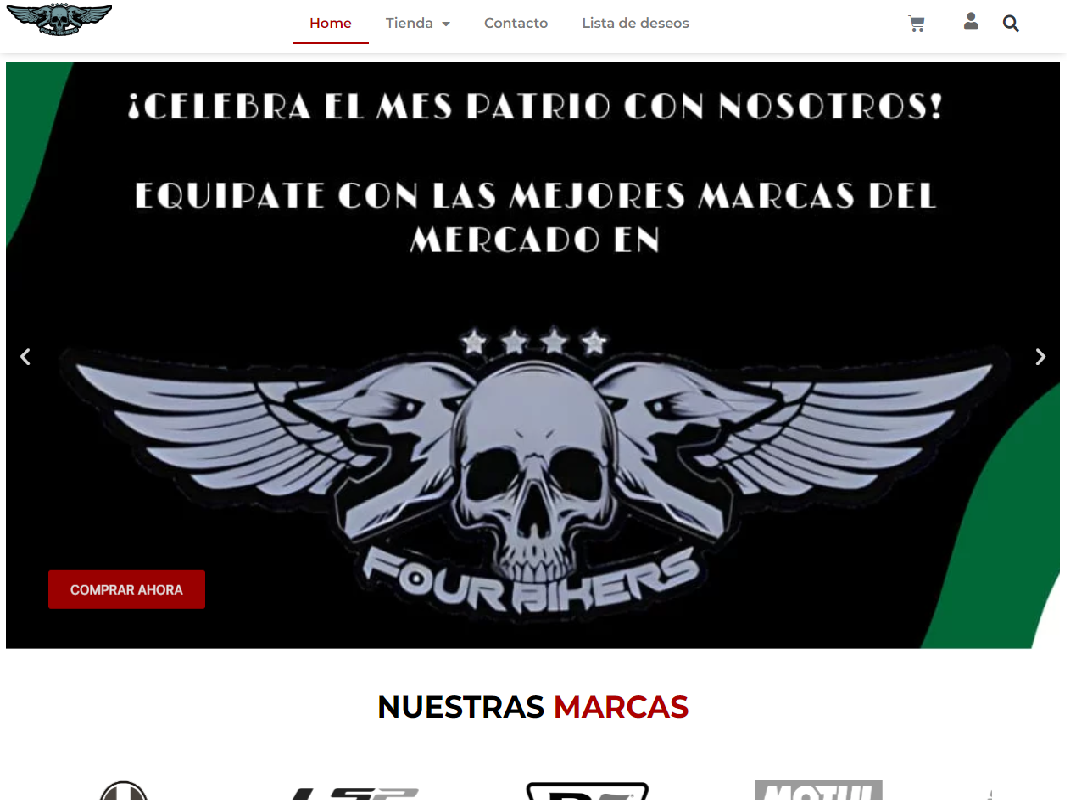 Home
Tienda
Contacto
Lista de deseos
¡CELEBRA EL MES PATRIO CON NOSOTROS!
EQUIPATE CON LAS MEJORES MARCAS DEL
MERCADO EN
FOUR BIKERS
COMPRAR AHORA
NUESTRAS MARCAS
MOTUL